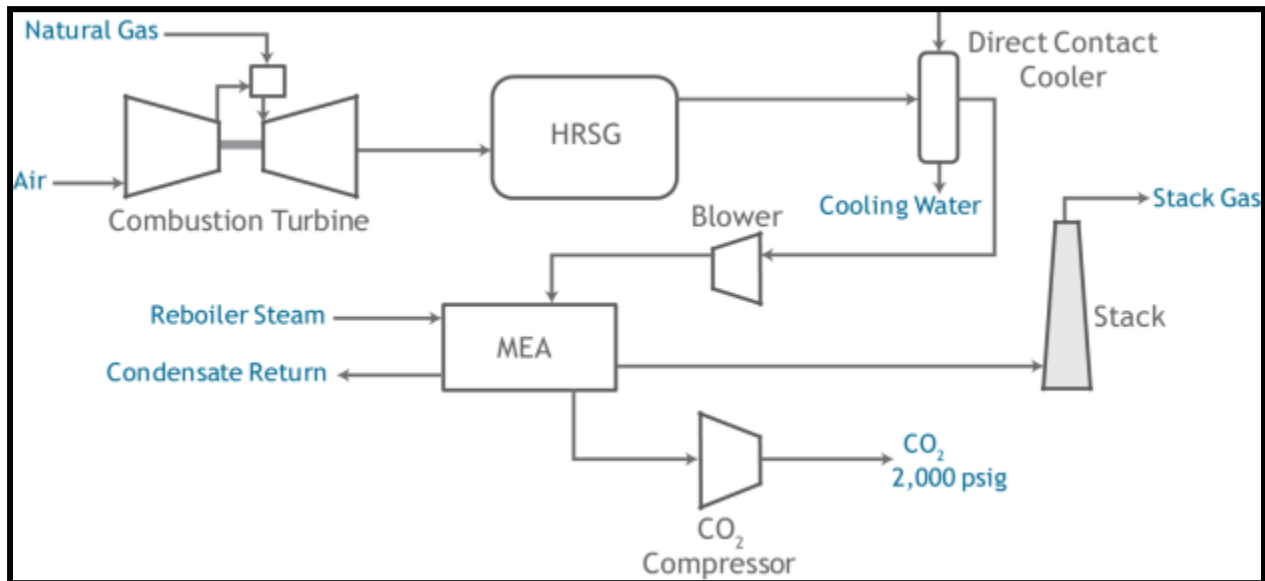 Natural Gas
Direct Contact
Cooler
HRSG
Air
Combustion Turbine
Cooling Water
Stack Gas
Blower
Reboiler Steam
MEA
Stack
Condensate Return
CO₂
2,000 psig
CO₂
Compressor